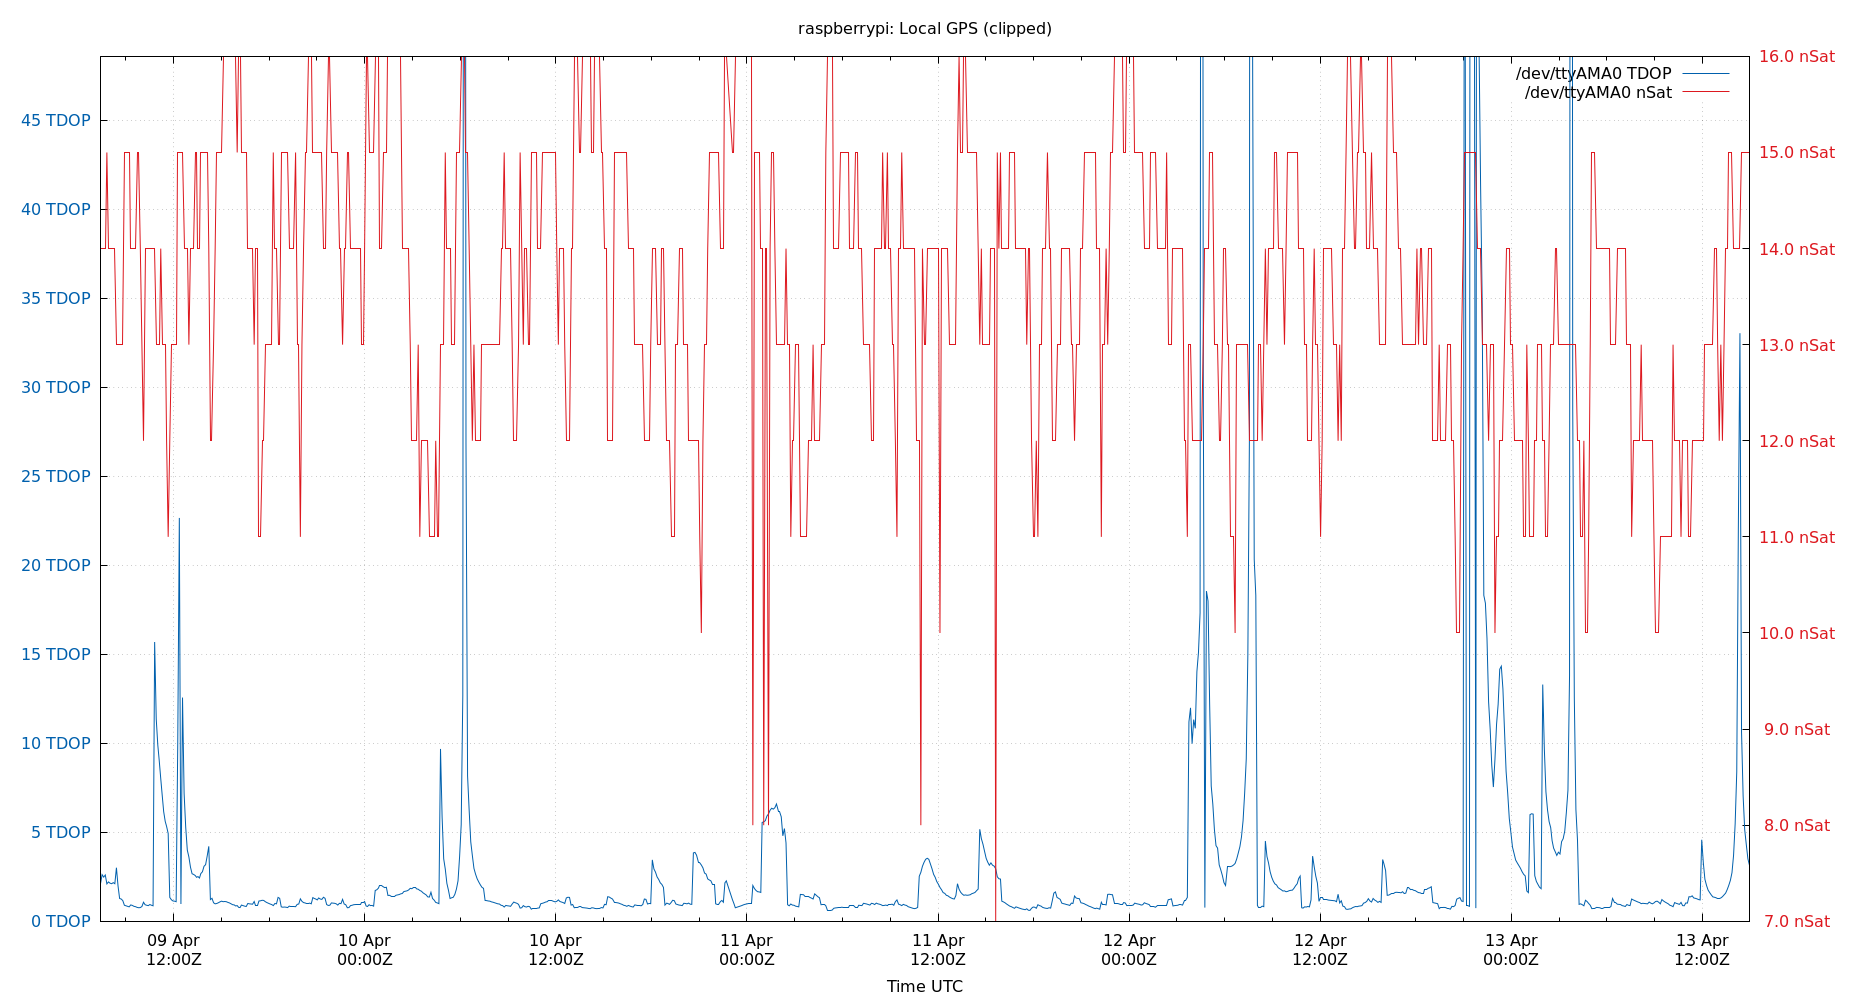 raspberrypi: Local GPS (clipped)
16.0 nSat
/dev/ttyAMA0 TDOP
/dev/ttyAMA0 nSat
45 TDOP
15.0 nSat
40 TDOP
14.0 nSat
35 TDOP
13.0 nSat
30 TDOP
12.0 nSat
25 TDOP
11.0 nSat
20 TDOP
10.0 nSat
15 TDOP
9.0 nSat
10 TDOP
8.0 nSat
5 TDOP
7.0 nSat
0 TDOP
09 Apr 10 Apr 10 Apr 11 Apr 11 Apr 12 Apr 12 Apr 13 Apr 13 Apr
12:00Z 00:00Z 12:00Z 00:00Z 12:00Z 00:00Z 12:00Z 00:00Z 12:00Z
Time UTC